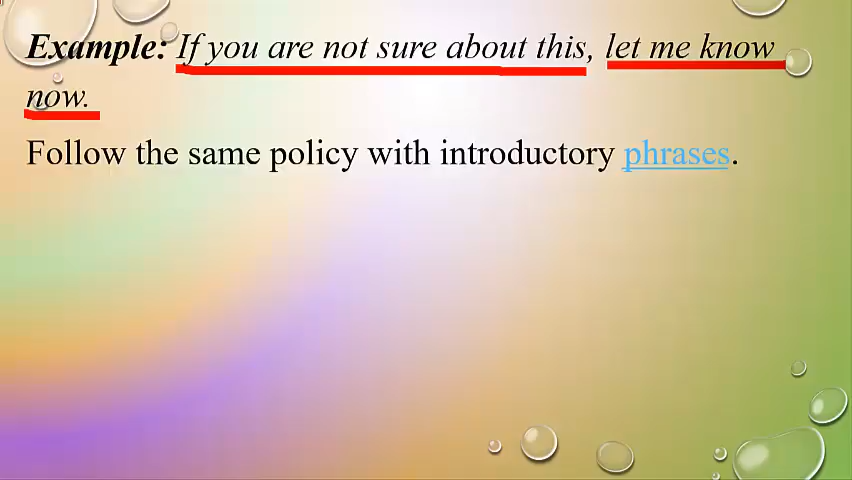 Example: If you are not sure about this, let me know
now.
Follow the same policy with introductory phrases.